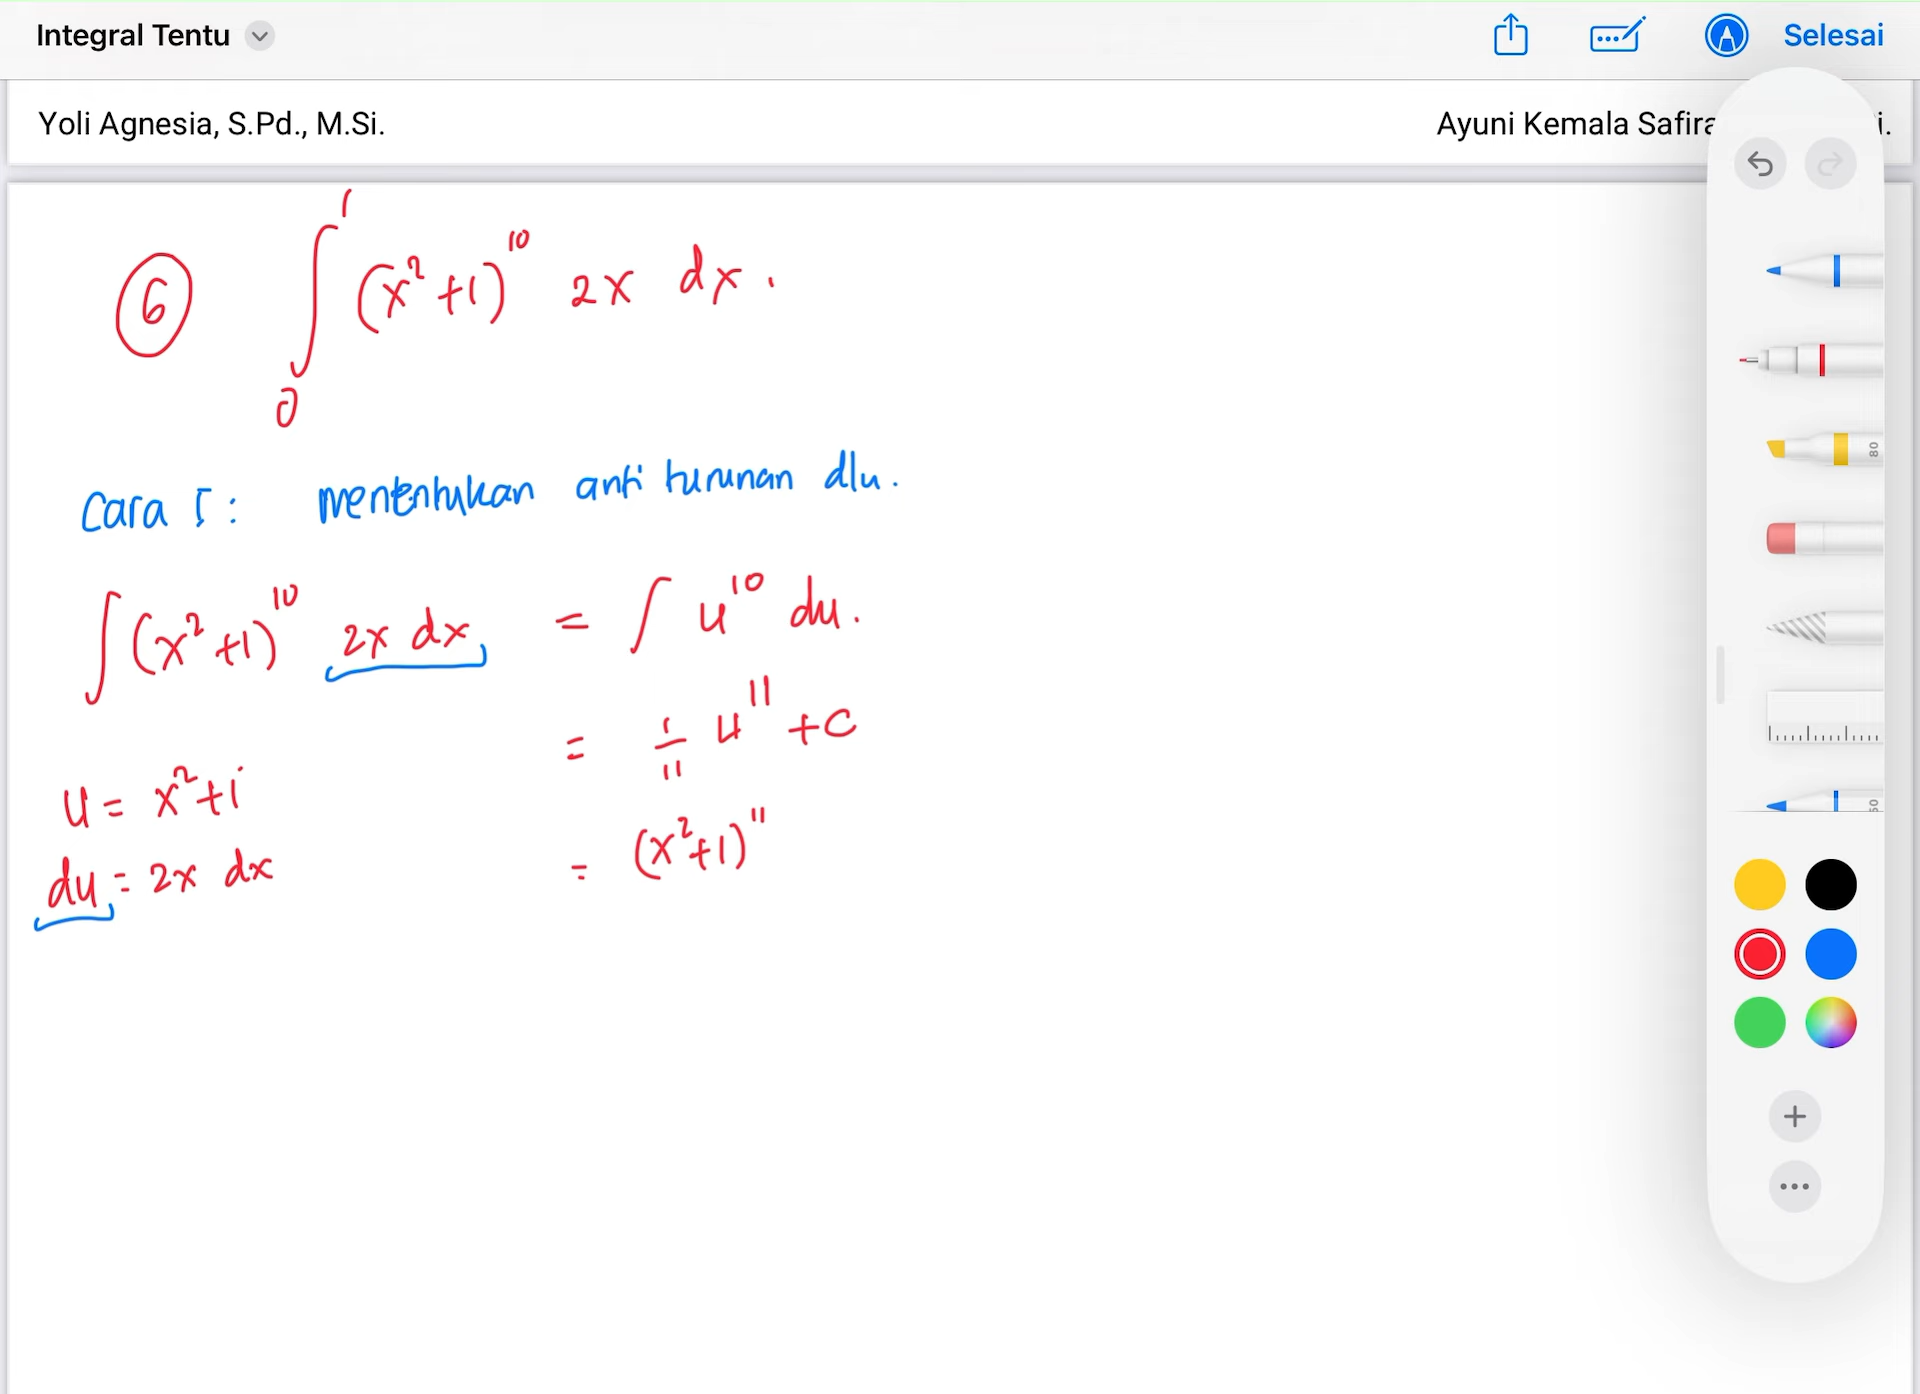 Integral Tentu
Selesai
Yoli Agnesia, S.Pd., M.Si.
Ayuni Kemala Safira
i.
6 ∫₀¹ (x²+1)¹⁰ 2x dx.
Cara I : menentukan anti turunan dlu.
∫(x²+1)¹⁰ 2x dx = ∫ u¹⁰ du.
= 1/11 u¹¹ + C
u = x²+1
= (x²+1)¹¹
du = 2x dx
80
50